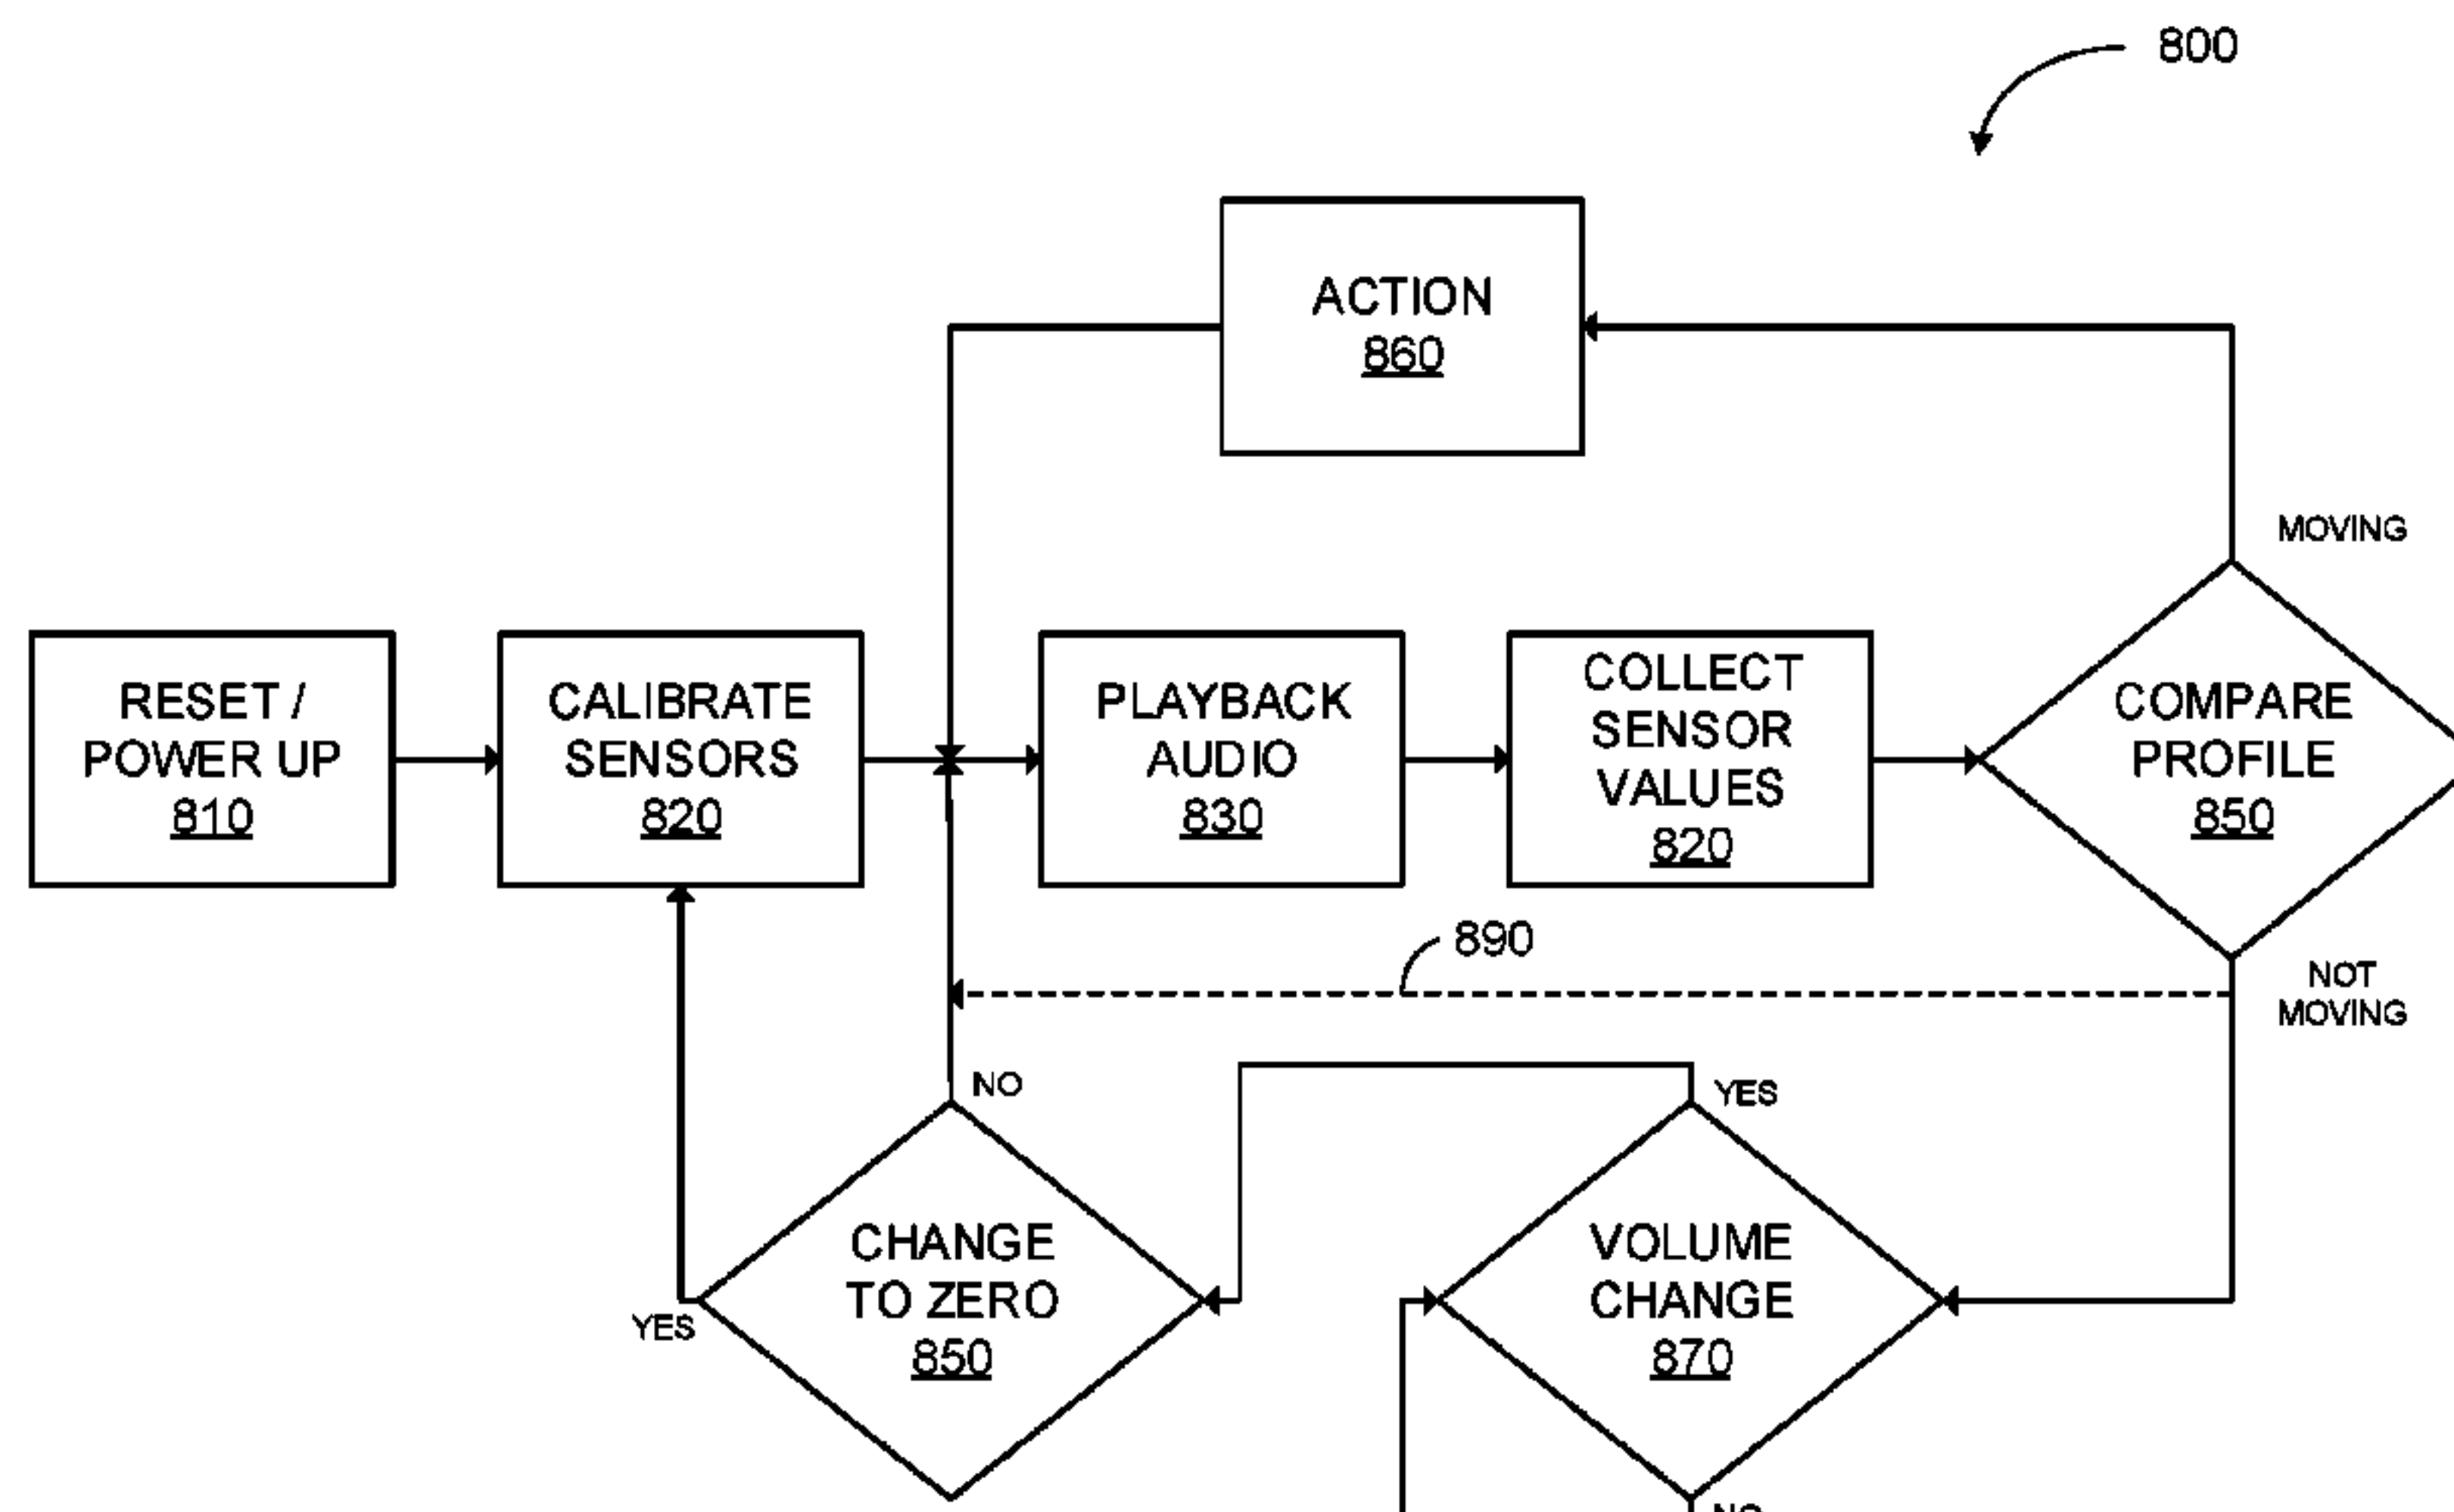 800
ACTION
860
MOVING
RESET /
POWER UP
810
CALIBRATE
SENSORS
820
PLAYBACK
AUDIO
830
COLLECT
SENSOR
VALUES
820
COMPARE
PROFILE
850
890
NOT
MOVING
NO
YES
CHANGE
TO ZERO
850
YES
VOLUME
CHANGE
870
NO